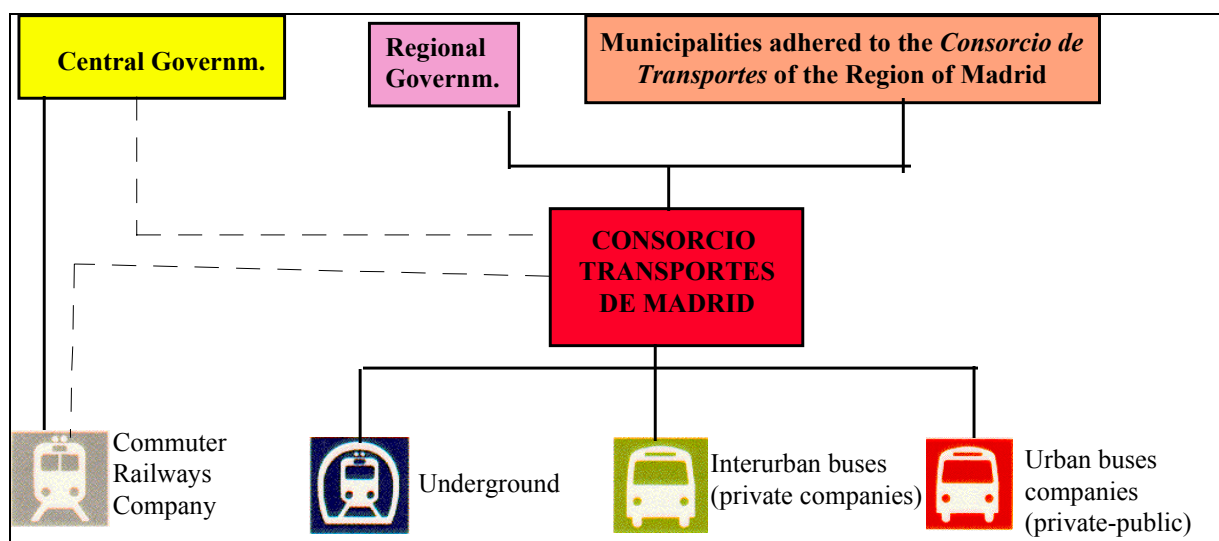 Central Governm.
Regional
Governm.
Municipalities adhered to the Consorcio de
Transportes of the Region of Madrid
CONSORCIO
TRANSPORTES
DE MADRID
Commuter
Railways
Company
Underground
Interurban buses
(private companies)
Urban buses
companies
(private-public)